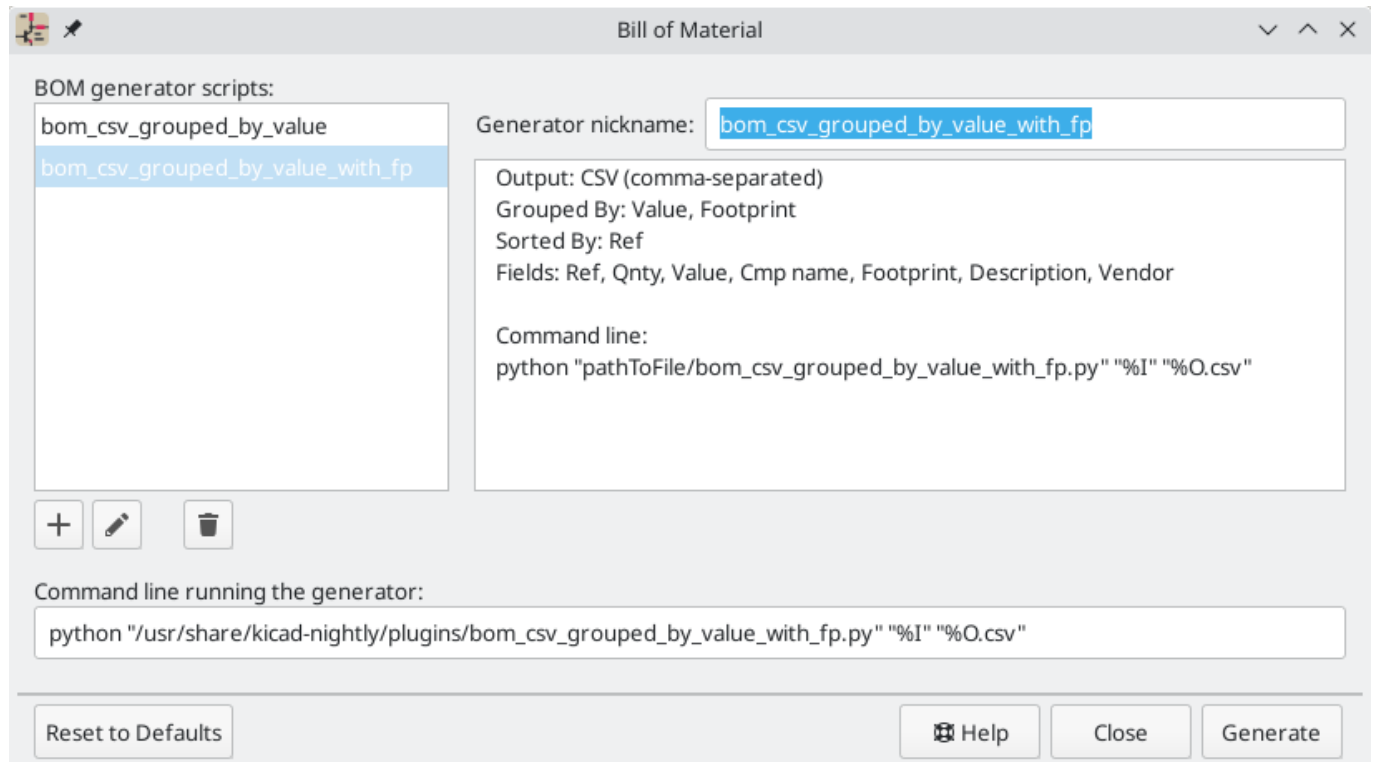 Bill of Material
BOM generator scripts:
bom_csv_grouped_by_value
bom_csv_grouped_by_value_with_fp
Generator nickname: bom_csv_grouped_by_value_with_fp
Output: CSV (comma-separated)
Grouped By: Value, Footprint
Sorted By: Ref
Fields: Ref, Qnty, Value, Cmp name, Footprint, Description, Vendor
Command line:
python "pathToFile/bom_csv_grouped_by_value_with_fp.py" "%I" "%O.csv"
Command line running the generator:
python "/usr/share/kicad-nightly/plugins/bom_csv_grouped_by_value_with_fp.py" "%I" "%O.csv"
Reset to Defaults
Help
Close
Generate